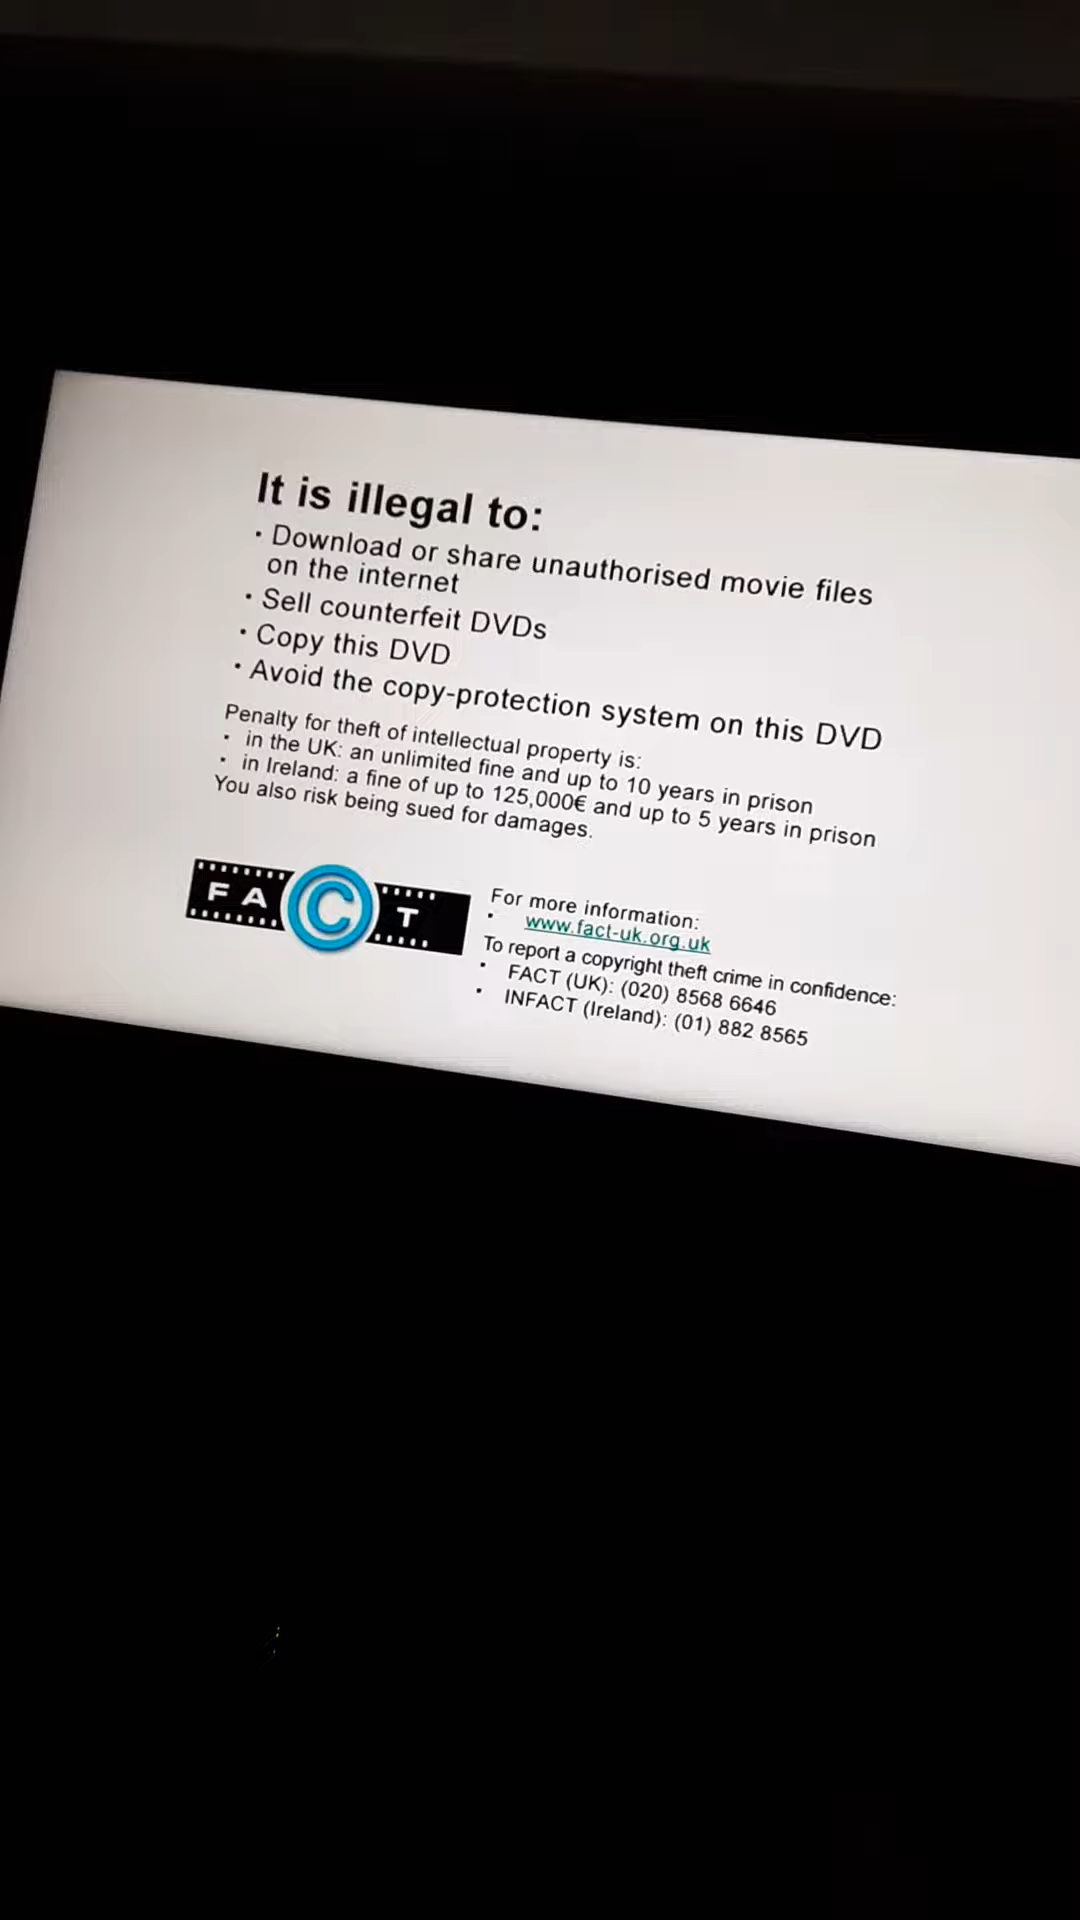 It is illegal to:
· Download or share unauthorised movie files
on the internet
· Sell counterfeit DVDs
· Copy this DVD
· Avoid the copy-protection system on this DVD
Penalty for theft of intellectual property is:
· in the UK: an unlimited fine and up to 10 years in prison
· in Ireland: a fine of up to 125,000€ and up to 5 years in prison
You also risk being sued for damages.
FA©T
For more information:
· www.fact-uk.org.uk
To report a copyright theft crime in confidence:
· FACT (UK): (020) 8568 6646
· INFACT (Ireland): (01) 882 8565